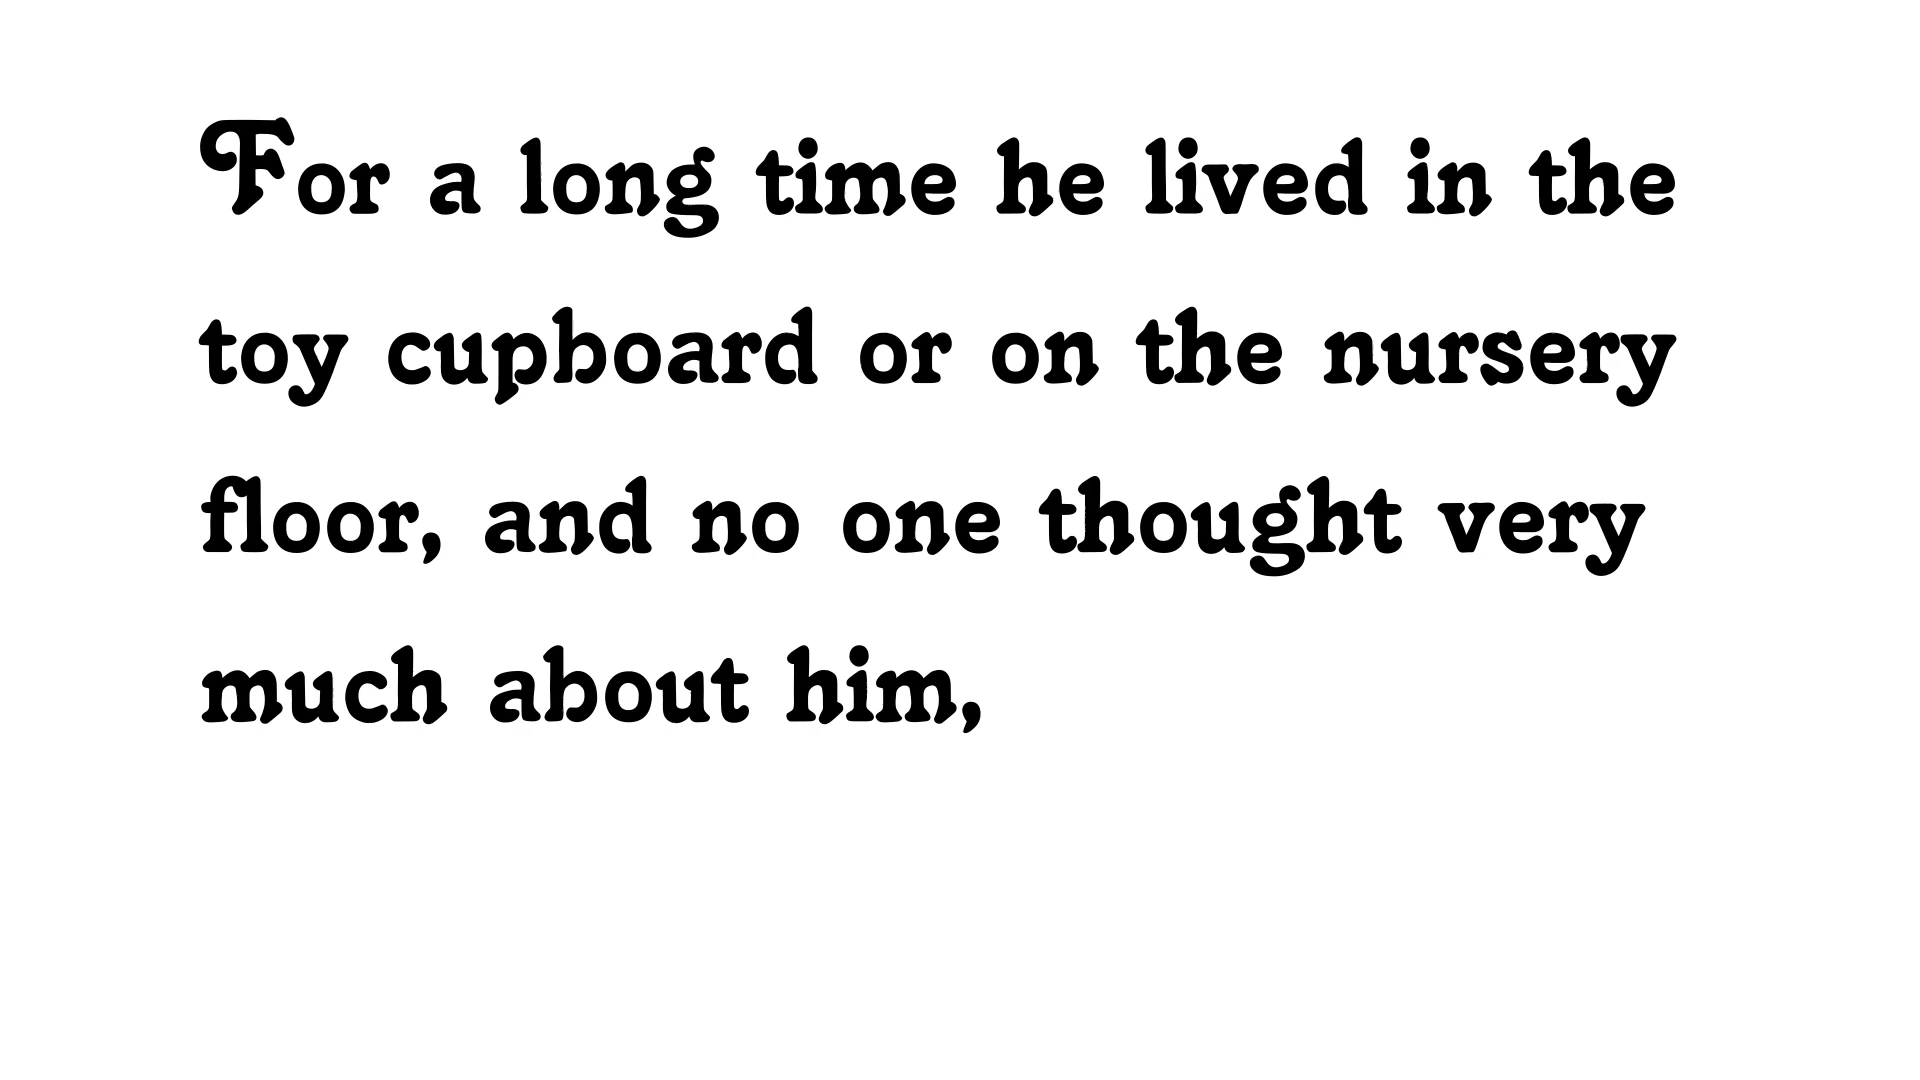 For a long time he lived in the
toy cupboard or on the nursery
floor, and no one thought very
much about him,